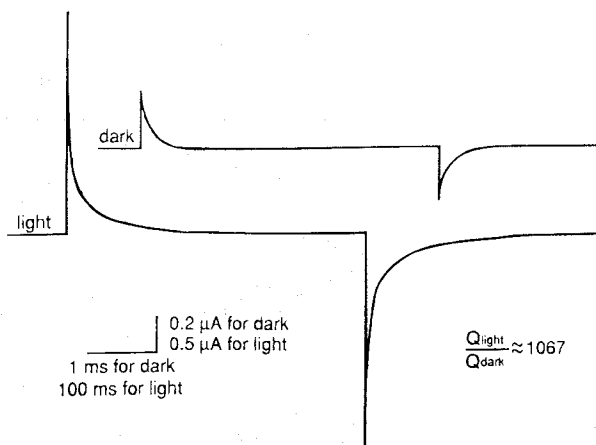 dark
light
0.2 µA for dark
0.5 µA for light
1 ms for dark
100 ms for light
Qlight
Qdark
≈ 1067